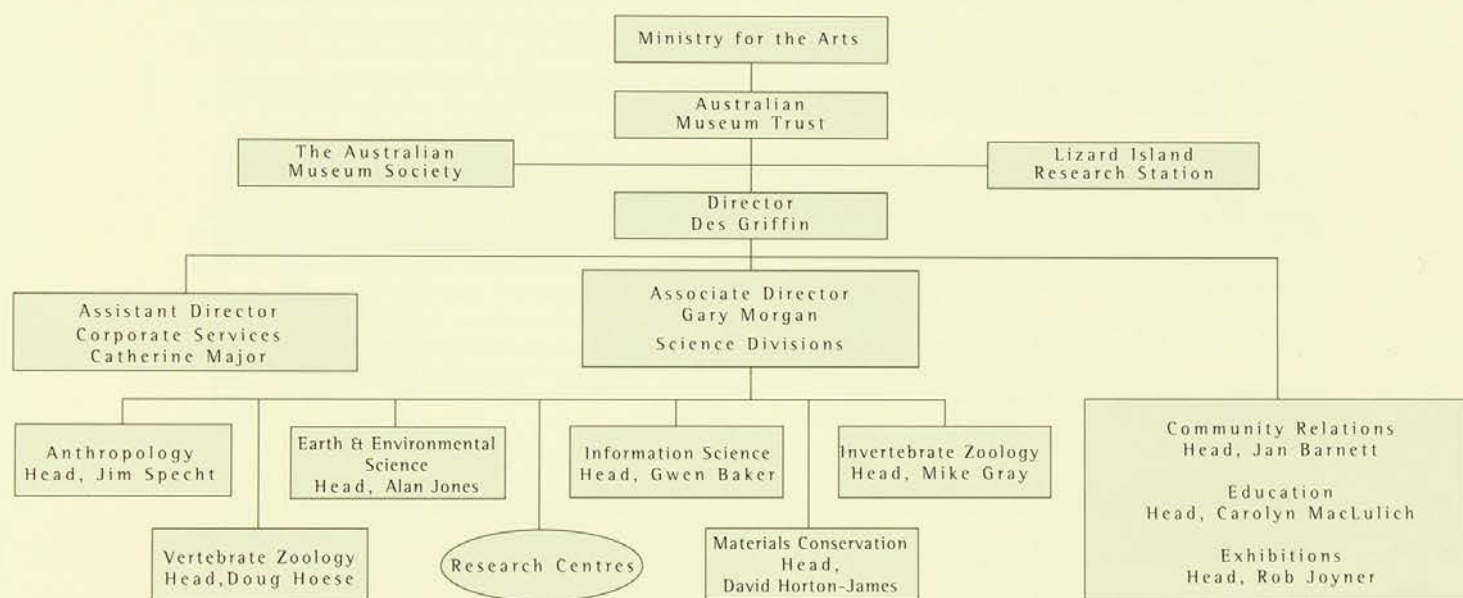 Ministry for the Arts
Australian
Museum Trust
The Australian
Museum Society
Lizard Island
Research Station
Director
Des Griffin
Assistant Director
Corporate Services
Catherine Major
Associate Director
Gary Morgan
Science Divisions
Anthropology
Head, Jim Specht
Earth & Environmental
Science
Head, Alan Jones
Information Science
Head, Gwen Baker
Invertebrate Zoology
Head, Mike Gray
Community Relations
Head, Jan Barnett
Education
Head, Carolyn MacLulich
Exhibitions
Head, Rob Joyner
Vertebrate Zoology
Head,Doug Hoese
Research Centres
Materials Conservation
Head,
David Horton-James